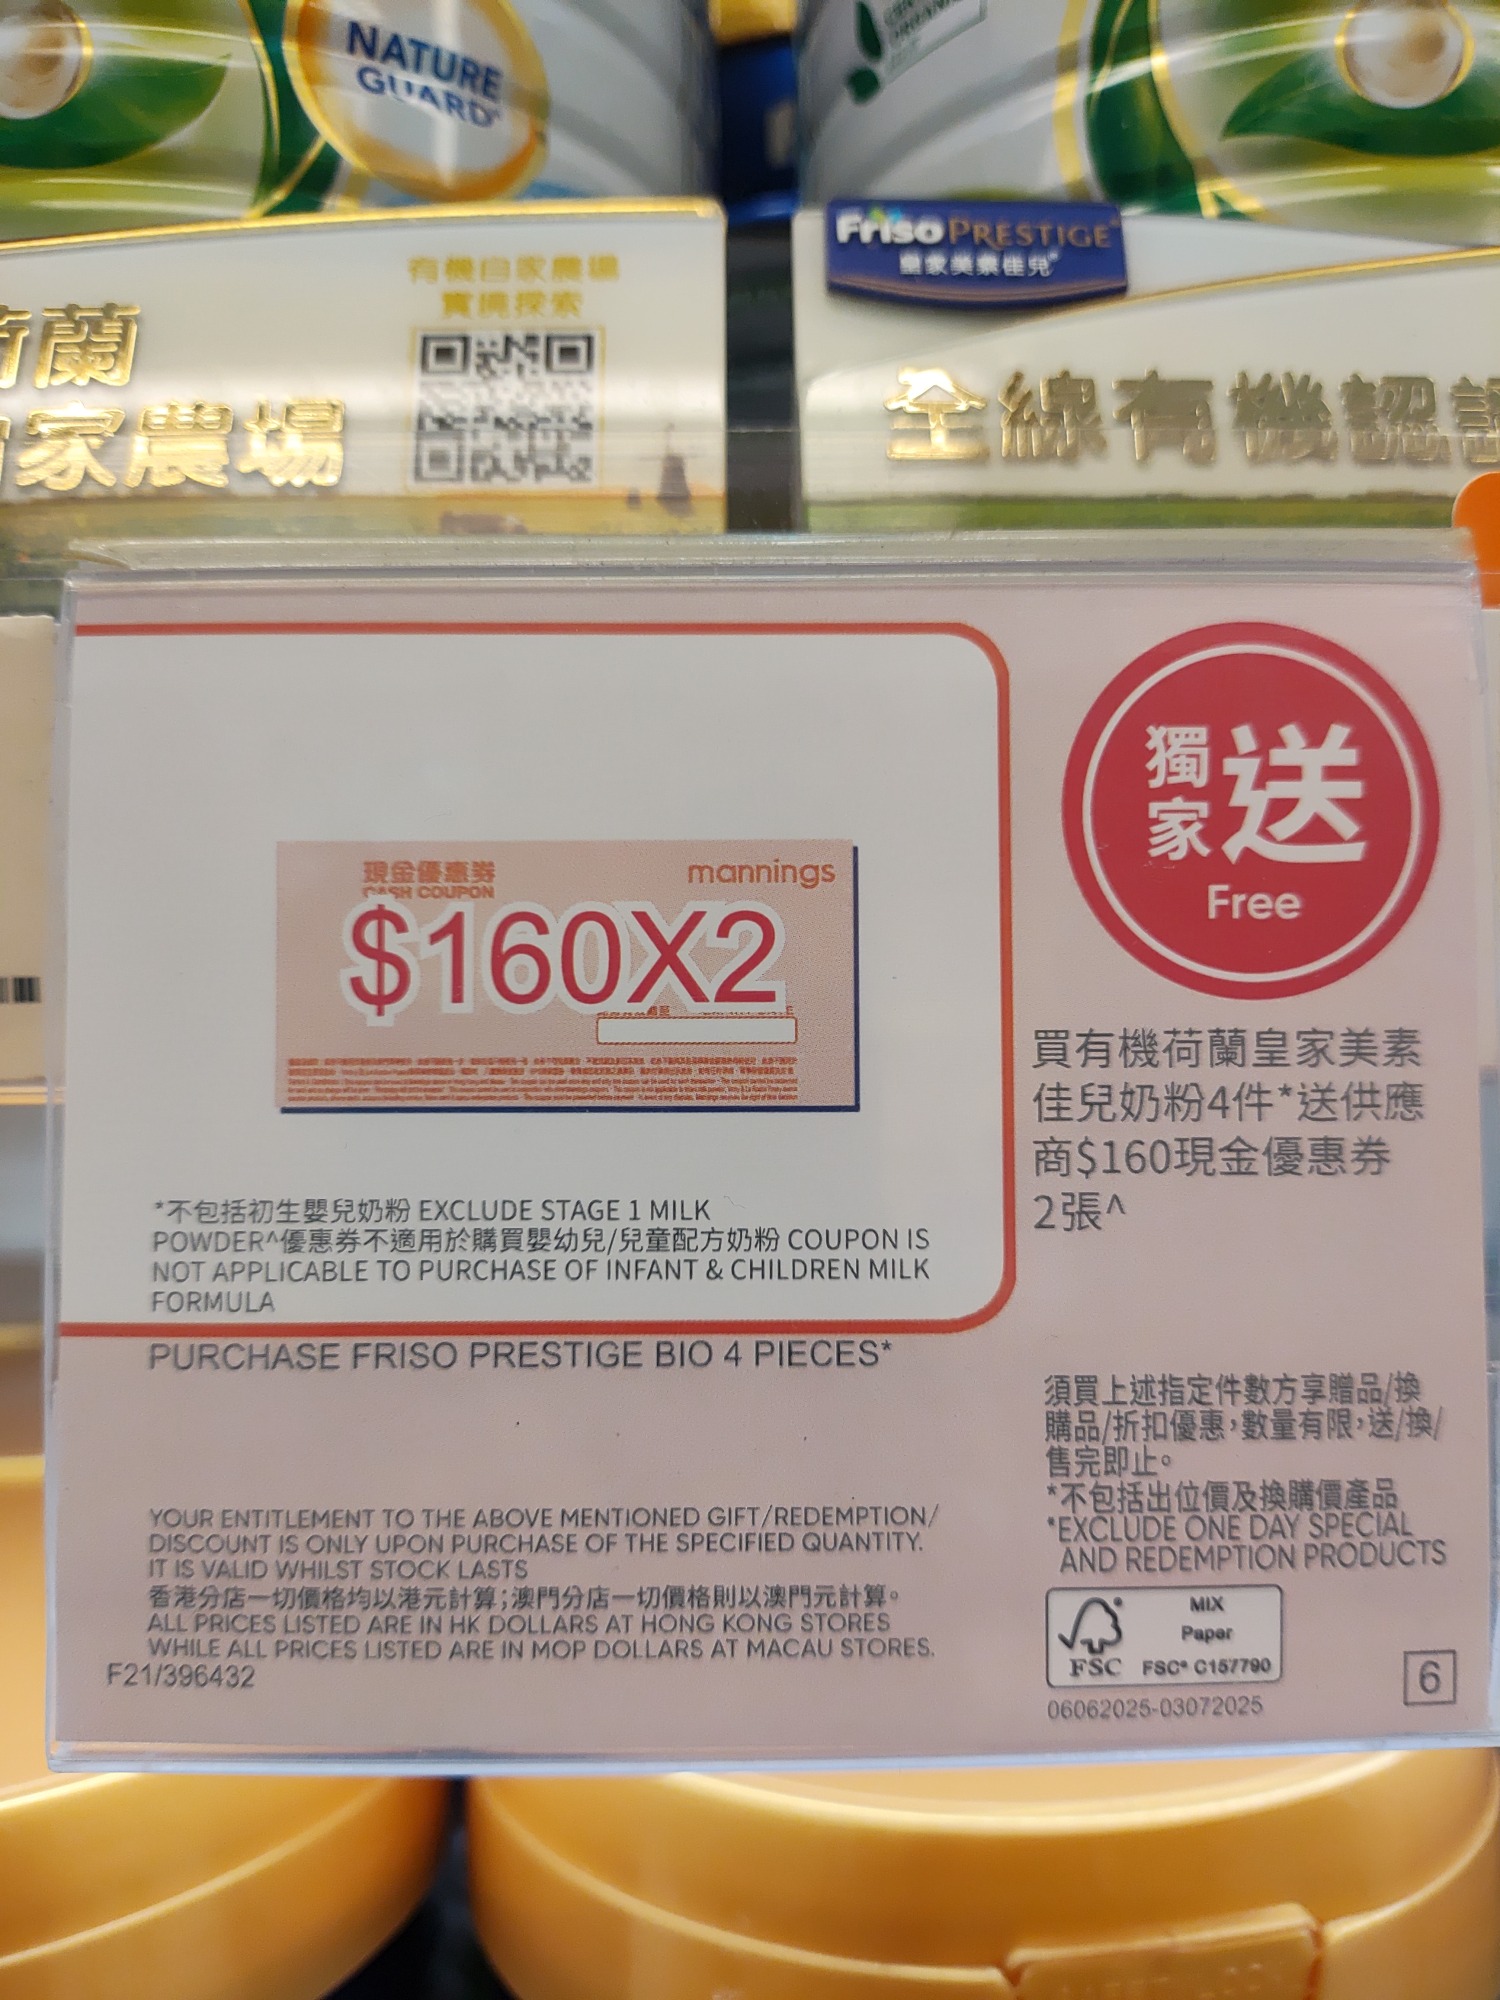 NATURE
GUARD
FrisoPRESTIGE
皇家美素佳兒
有機自家農場
實境探索
荷蘭
自家農場
全線有機認證
獨家送
Free
現金優惠券
CASH COUPON
mannings
$160X2
買有機荷蘭皇家美素
佳兒奶粉4件*送供應
商$160現金優惠券
2張^
*不包括初生嬰兒奶粉 EXCLUDE STAGE 1 MILK
POWDER^優惠券不適用於購買嬰幼兒/兒童配方奶粉 COUPON IS
NOT APPLICABLE TO PURCHASE OF INFANT & CHILDREN MILK
FORMULA
PURCHASE FRISO PRESTIGE BIO 4 PIECES*
須買上述指定件數方享贈品/換
購品/折扣優惠，數量有限，送/換/
售完即止。
*不包括出位價及換購價產品
*EXCLUDE ONE DAY SPECIAL
AND REDEMPTION PRODUCTS
YOUR ENTITLEMENT TO THE ABOVE MENTIONED GIFT/REDEMPTION/
DISCOUNT IS ONLY UPON PURCHASE OF THE SPECIFIED QUANTITY.
IT IS VALID WHILST STOCK LASTS
香港分店一切價格均以港元計算；澳門分店一切價格則以澳門元計算。
ALL PRICES LISTED ARE IN HK DOLLARS AT HONG KONG STORES
WHILE ALL PRICES LISTED ARE IN MOP DOLLARS AT MACAU STORES.
F21/396432
FSC
MIX
Paper
FSC® C157790
06062025-03072025
6